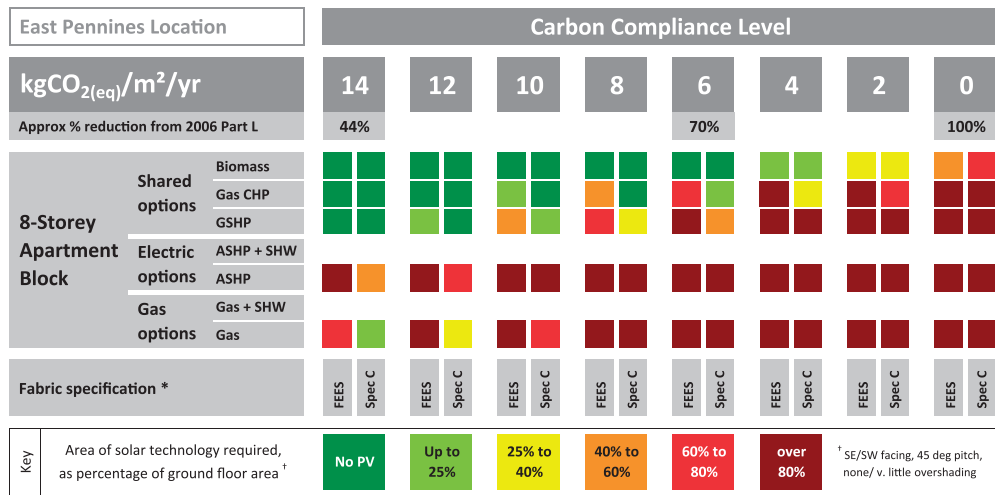 East Pennines Location
Carbon Compliance Level
kgCO2(eq)/m²/yr
14 12 10 8 6 4 2 0
Approx % reduction from 2006 Part L
44% 70% 100%
8-Storey
Apartment
Block
Shared
options
Biomass
Gas CHP
GSHP
Electric
options
ASHP + SHW
ASHP
Gas
options
Gas + SHW
Gas
Fabric specification *
FEES Spec C FEES Spec C FEES Spec C FEES Spec C FEES Spec C FEES Spec C FEES Spec C FEES Spec C
Key
Area of solar technology required,
as percentage of ground floor area †
No PV
Up to
25%
25% to
40%
40% to
60%
60% to
80%
over
80%
† SE/SW facing, 45 deg pitch,
none/ v. little overshading